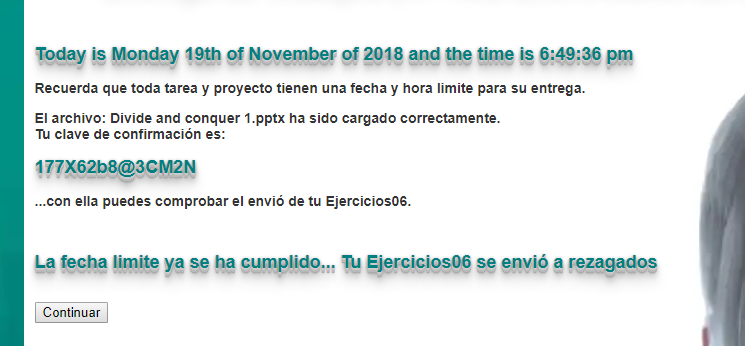 Today is Monday 19th of November of 2018 and the time is 6:49:36 pm
Recuerda que toda tarea y proyecto tienen una fecha y hora limite para su entrega.
El archivo: Divide and conquer 1.pptx ha sido cargado correctamente.
Tu clave de confirmación es:
177X62b8@3CM2N
...con ella puedes comprobar el envió de tu Ejercicios06.
La fecha limite ya se ha cumplido... Tu Ejercicios06 se envió a rezagados
Continuar